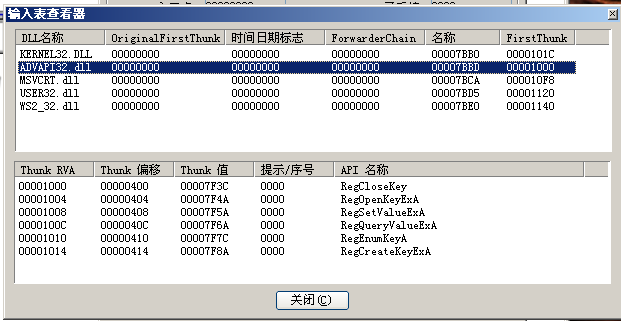 输入表查看器
DLL名称 OriginalFirstThunk 时间日期标志 ForwarderChain 名称 FirstThunk
KERNEL32.DLL 00000000 00000000 00000000 00007BB0 0000101C
ADVAPI32.dll 00000000 00000000 00000000 00007BBD 00001000
MSVCRT.dll 00000000 00000000 00000000 00007BCA 000010F8
USER32.dll 00000000 00000000 00000000 00007BD5 00001120
WS2_32.dll 00000000 00000000 00000000 00007BE0 00001140
Thunk RVA Thunk 偏移 Thunk 值 提示/序号 API 名称
00001000 00000400 00007F3C 0000 RegCloseKey
00001004 00000404 00007F4A 0000 RegOpenKeyExA
00001008 00000408 00007F5A 0000 RegSetValueExA
0000100C 0000040C 00007F6A 0000 RegQueryValueExA
00001010 00000410 00007F7C 0000 RegEnumKeyA
00001014 00000414 00007F8A 0000 RegCreateKeyExA
关闭(C)